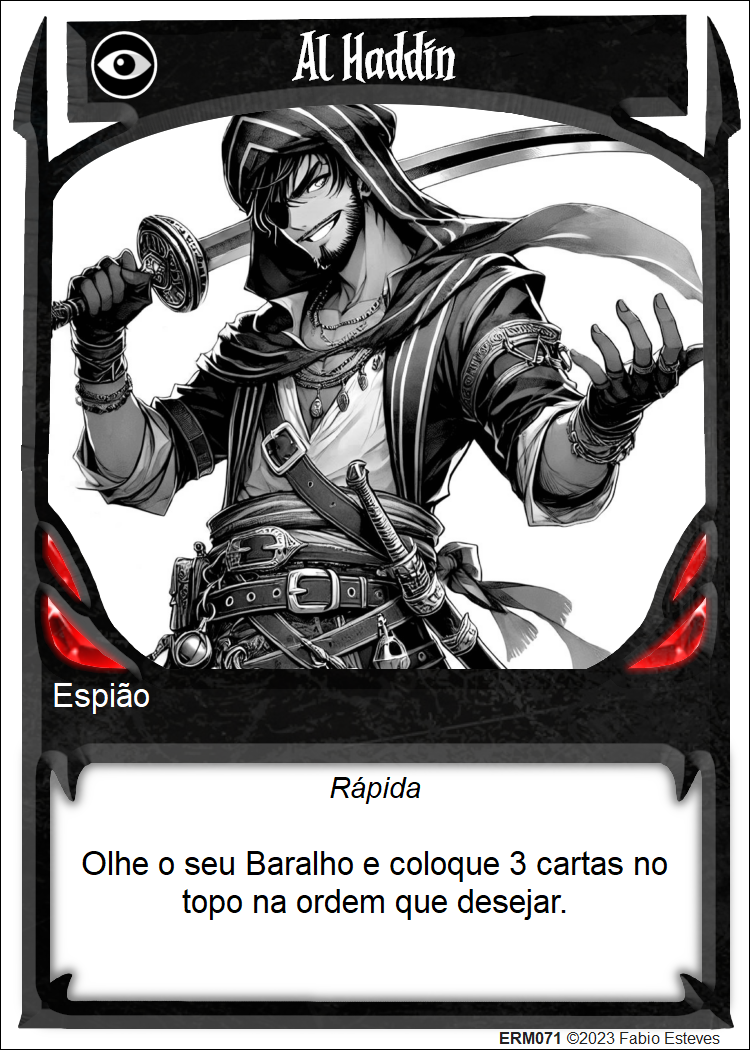 Al Haddin
Espião
Rápida
Olhe o seu Baralho e coloque 3 cartas no
topo na ordem que desejar.
ERM071 ©2023 Fabio Esteves